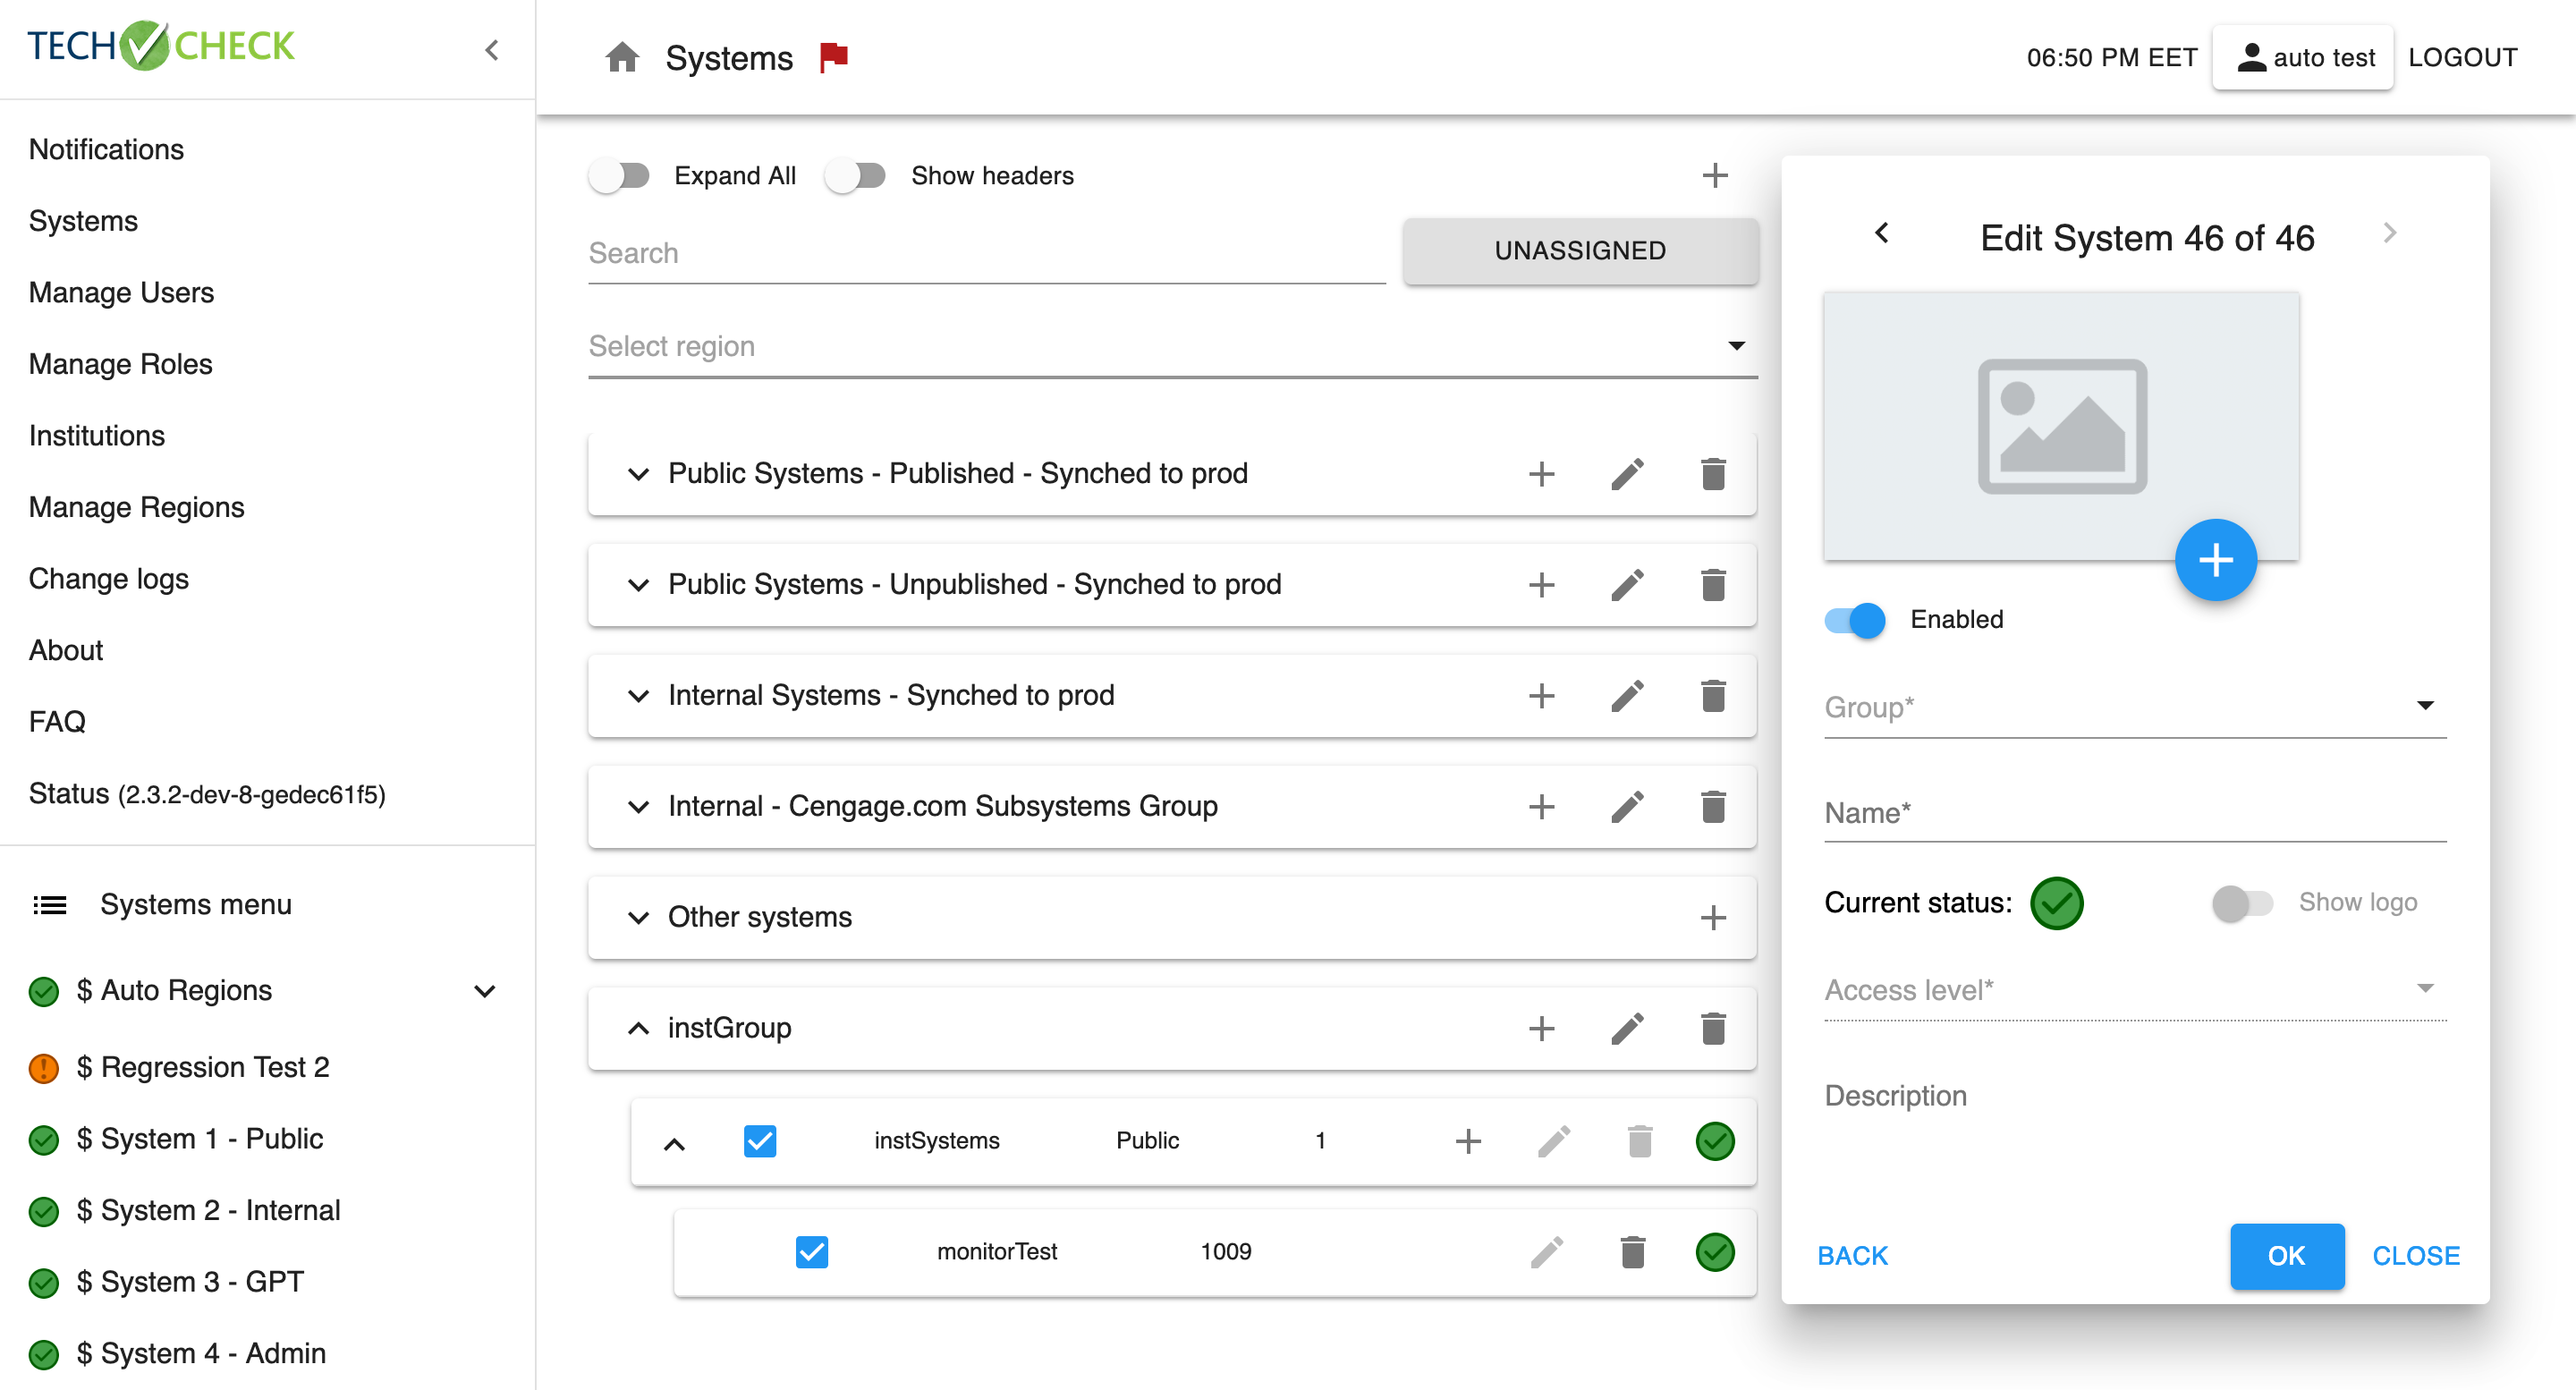 TECH CHECK
Notifications
Systems
Manage Users
Manage Roles
Institutions
Manage Regions
Change logs
About
FAQ
Status (2.3.2-dev-8-gedec61f5)
Systems menu
$ Auto Regions
$ Regression Test 2
$ System 1 - Public
$ System 2 - Internal
$ System 3 - GPT
$ System 4 - Admin
Systems
06:50 PM EET
auto test
LOGOUT
Expand All
Show headers
Search
UNASSIGNED
Select region
Public Systems - Published - Synched to prod
Public Systems - Unpublished - Synched to prod
Internal Systems - Synched to prod
Internal - Cengage.com Subsystems Group
Other systems
instGroup
instSystems Public 1
monitorTest 1009
Edit System 46 of 46
Enabled
Group*
Name*
Current status:
Show logo
Access level*
Description
BACK
OK
CLOSE